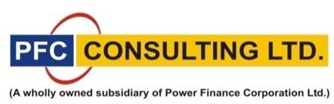 PFC CONSULTING LTD.
(A wholly owned subsidiary of Power Finance Corporation Ltd.)